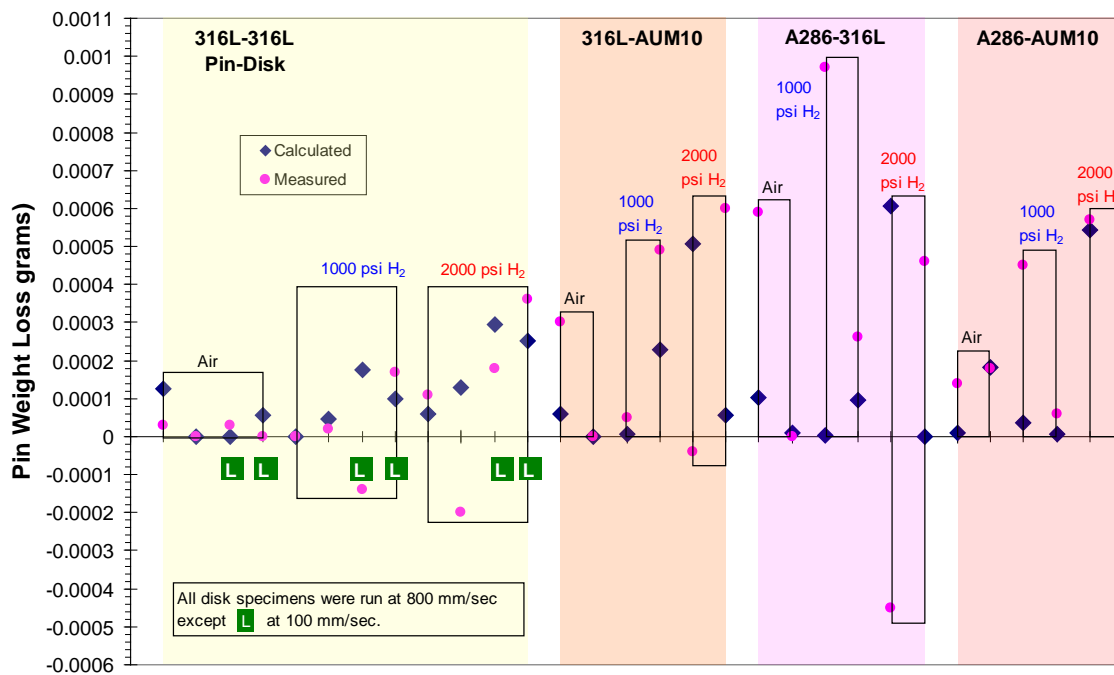 Pin Weight Loss grams)
0.0011
0.001
0.0009
0.0008
0.0007
0.0006
0.0005
0.0004
0.0003
0.0002
0.0001
0
-0.0001
-0.0002
-0.0003
-0.0004
-0.0005
-0.0006
316L-316L
Pin-Disk
Calculated
Measured
Air
1000 psi H₂
2000 psi H₂
L
L
L
L
L
L
All disk specimens were run at 800 mm/sec
except L at 100 mm/sec.
316L-AUM10
Air
1000
psi H₂
2000
psi H₂
A286-316L
Air
1000
psi H₂
2000
psi H₂
A286-AUM10
Air
1000
psi H₂
2000
psi H